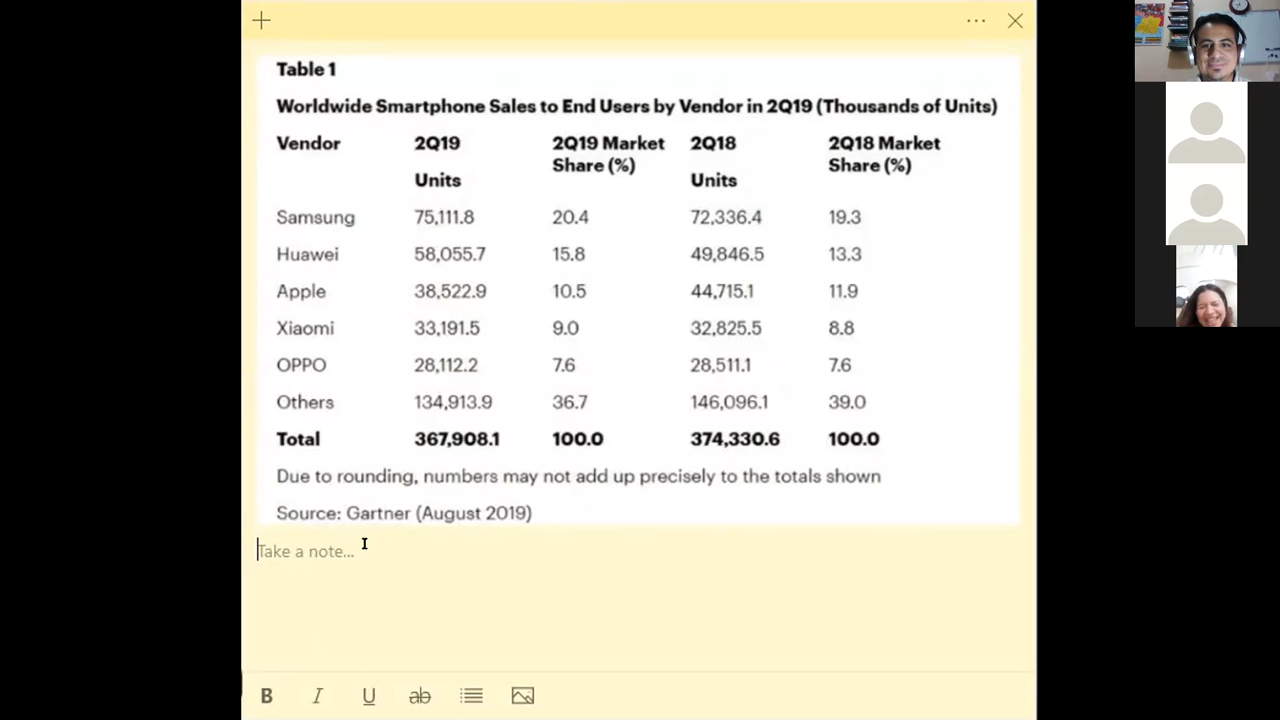 Table 1
Worldwide Smartphone Sales to End Users by Vendor in 2Q19 (Thousands of Units)
Vendor 2Q19 Units 2Q19 Market Share (%) 2Q18 Units 2Q18 Market Share (%)
Samsung 75,111.8 20.4 72,336.4 19.3
Huawei 58,055.7 15.8 49,846.5 13.3
Apple 38,522.9 10.5 44,715.1 11.9
Xiaomi 33,191.5 9.0 32,825.5 8.8
OPPO 28,112.2 7.6 28,511.1 7.6
Others 134,913.9 36.7 146,096.1 39.0
Total 367,908.1 100.0 374,330.6 100.0
Due to rounding, numbers may not add up precisely to the totals shown
Source: Gartner (August 2019)
Take a note...
B I U ab